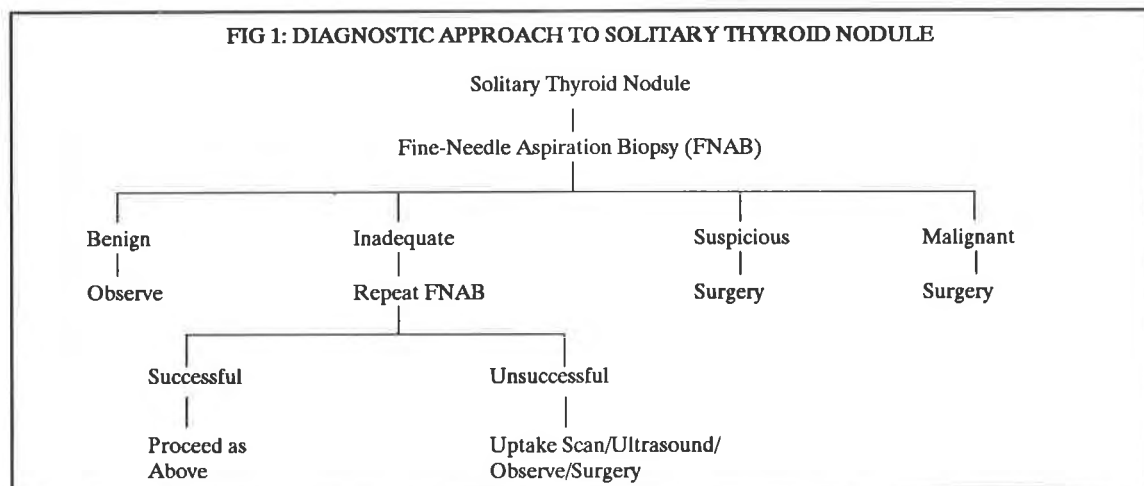 FIG 1: DIAGNOSTIC APPROACH TO SOLITARY THYROID NODULE
Solitary Thyroid Nodule
Fine-Needle Aspiration Biopsy (FNAB)
Benign Inadequate Suspicious Malignant
Observe Repeat FNAB Surgery Surgery
Successful Unsuccessful
Proceed as Uptake Scan/Ultrasound/
Above Observe/Surgery